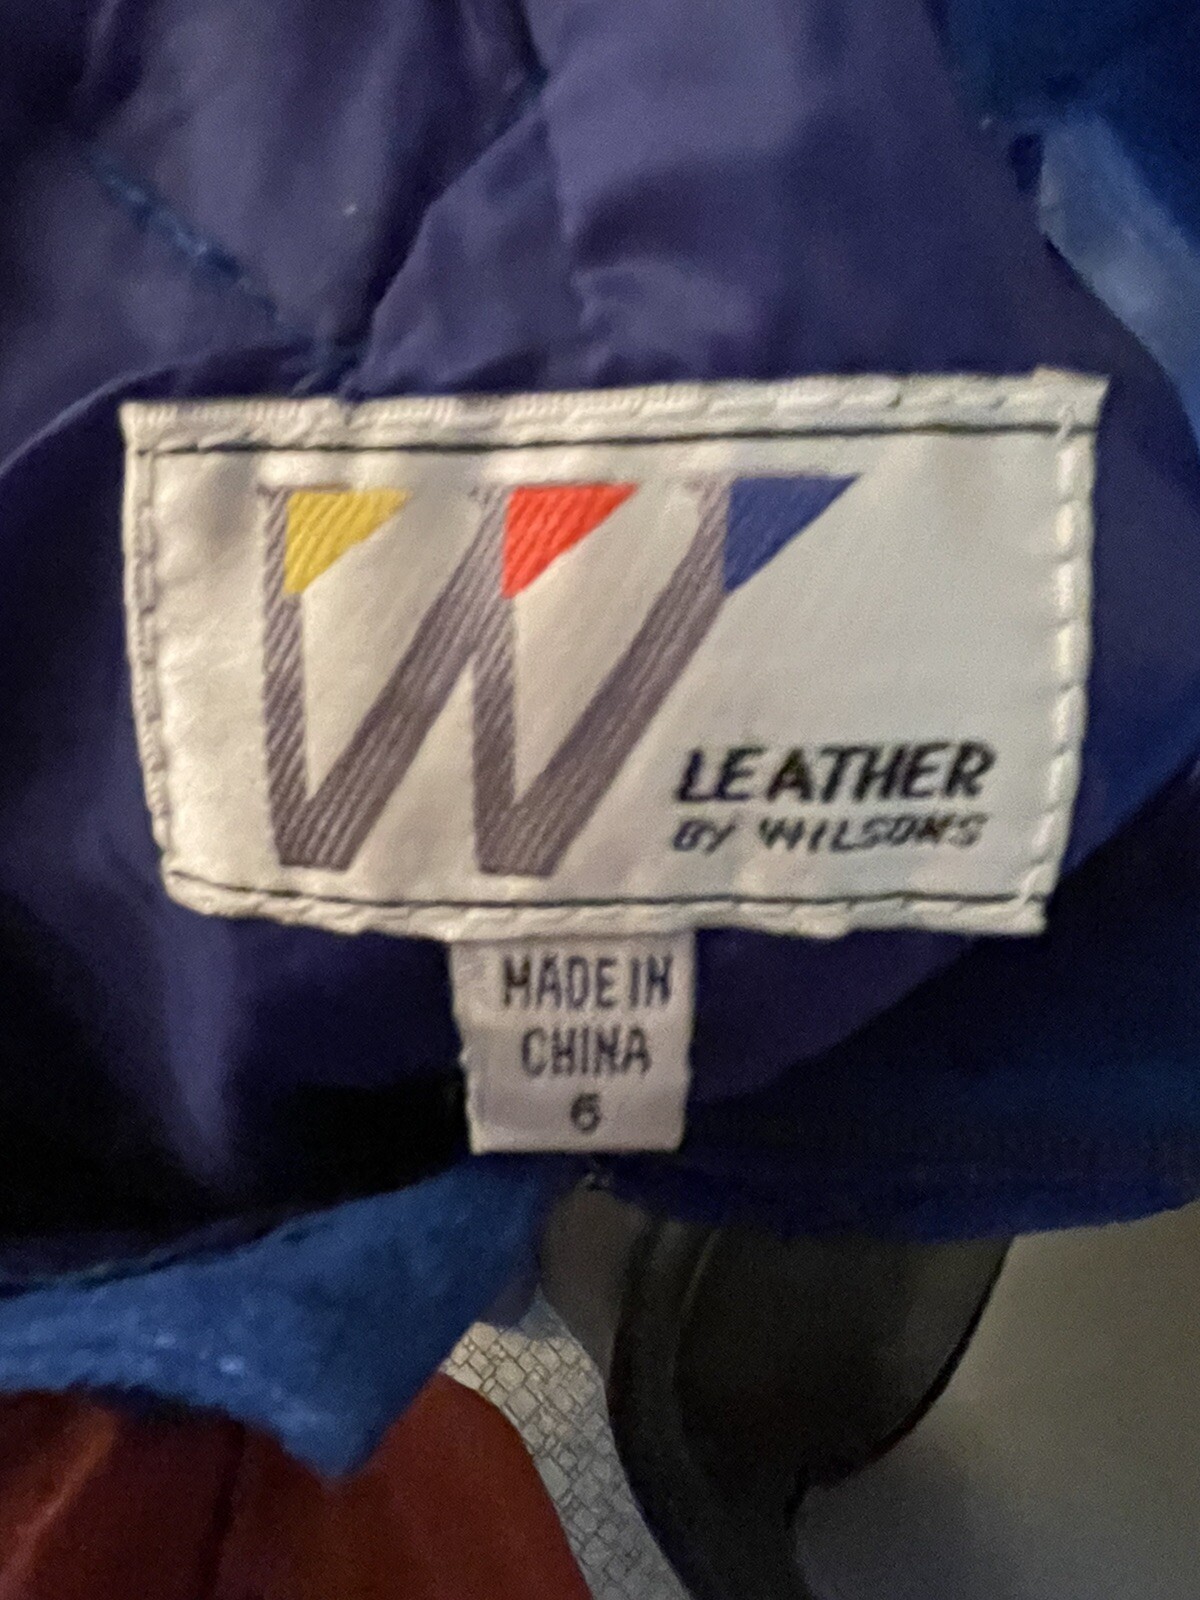 W
LEATHER
BY WILSONS
MADE IN
CHINA
6